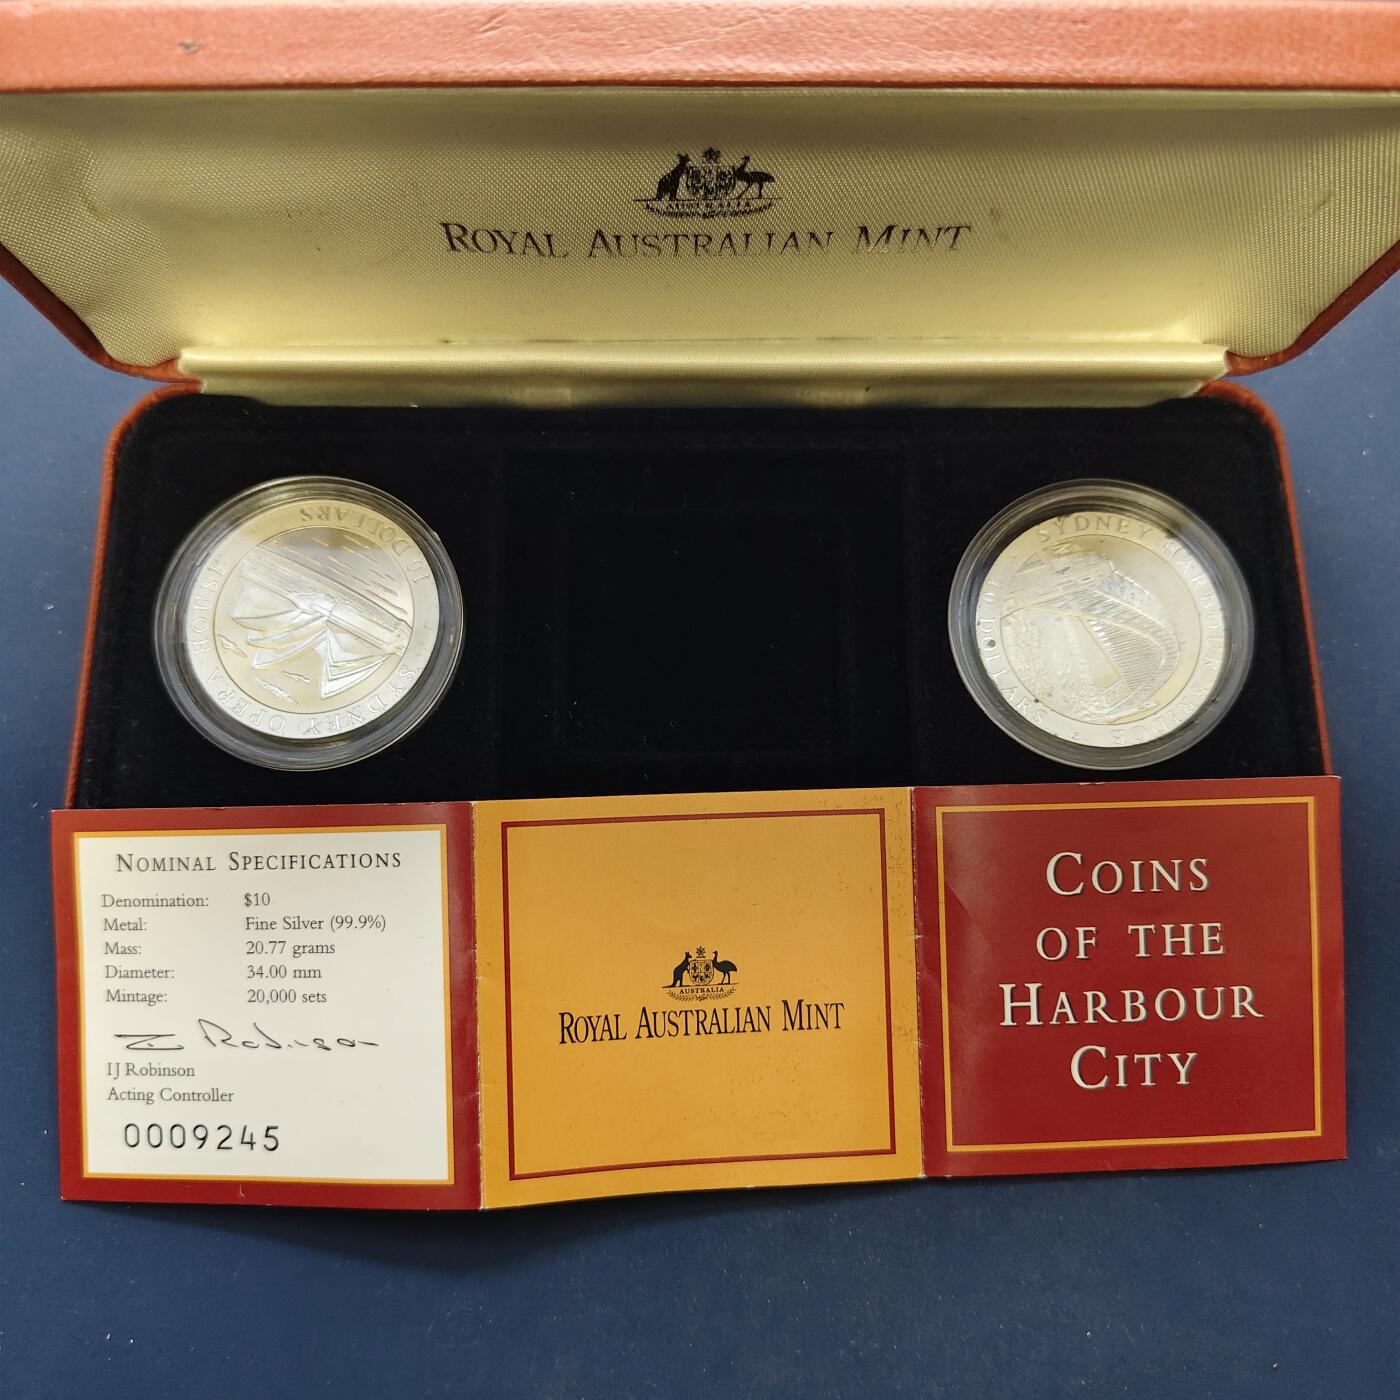 AUSTRALIA
ROYAL AUSTRALIAN MINT
SYDNEY OPERA HOUSE
10 DOLLARS
SYDNEY HARBOUR BRIDGE
10 DOLLARS
NOMINAL SPECIFICATIONS
Denomination: $10
Metal: Fine Silver (99.9%)
Mass: 20.77 grams
Diameter: 34.00 mm
Mintage: 20,000 sets
I J Robinson
Acting Controller
0009245
AUSTRALIA
ROYAL AUSTRALIAN MINT
COINS
OF THE
HARBOUR
CITY